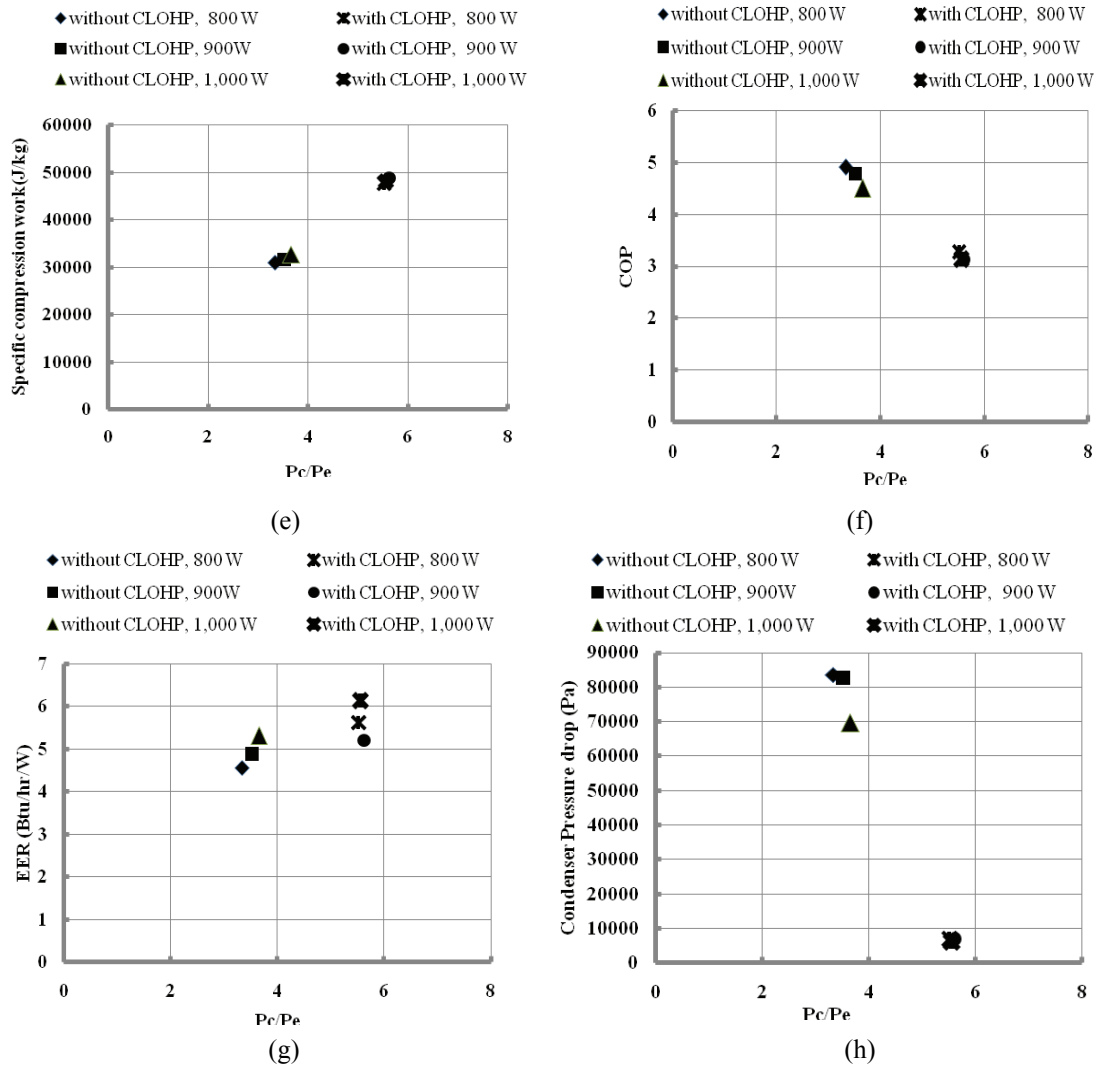 without CLOHP, 800 W with CLOHP, 800 W
without CLOHP, 900W with CLOHP, 900 W
without CLOHP, 1,000 W with CLOHP, 1,000 W
60000
50000
40000
30000
20000
10000
0
0 2 4 6 8
Specific compression work(J/kg)
Pc/Pe
(e)
without CLOHP, 800 W with CLOHP, 800 W
without CLOHP, 900W with CLOHP, 900 W
without CLOHP, 1,000 W with CLOHP, 1,000 W
6
5
4
3
2
1
0
0 2 4 6 8
COP
Pc/Pe
(f)
without CLOHP, 800 W with CLOHP, 800 W
without CLOHP, 900W with CLOHP, 900 W
without CLOHP, 1,000 W with CLOHP, 1,000 W
7
6
5
4
3
2
1
0
0 2 4 6 8
EER (Btu/hr/W)
Pc/Pe
(g)
without CLOHP, 800 W with CLOHP, 800 W
without CLOHP, 900W with CLOHP, 900 W
without CLOHP, 1,000 W with CLOHP, 1,000 W
90000
80000
70000
60000
50000
40000
30000
20000
10000
0
0 2 4 6 8
Condenser Pressure drop (Pa)
Pc/Pe
(h)